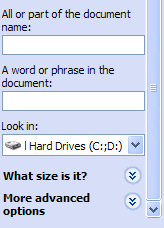 All or part of the document
name:
A word or phrase in the
document:
Look in:
l Hard Drives (C:;D:)
What size is it?
More advanced
options